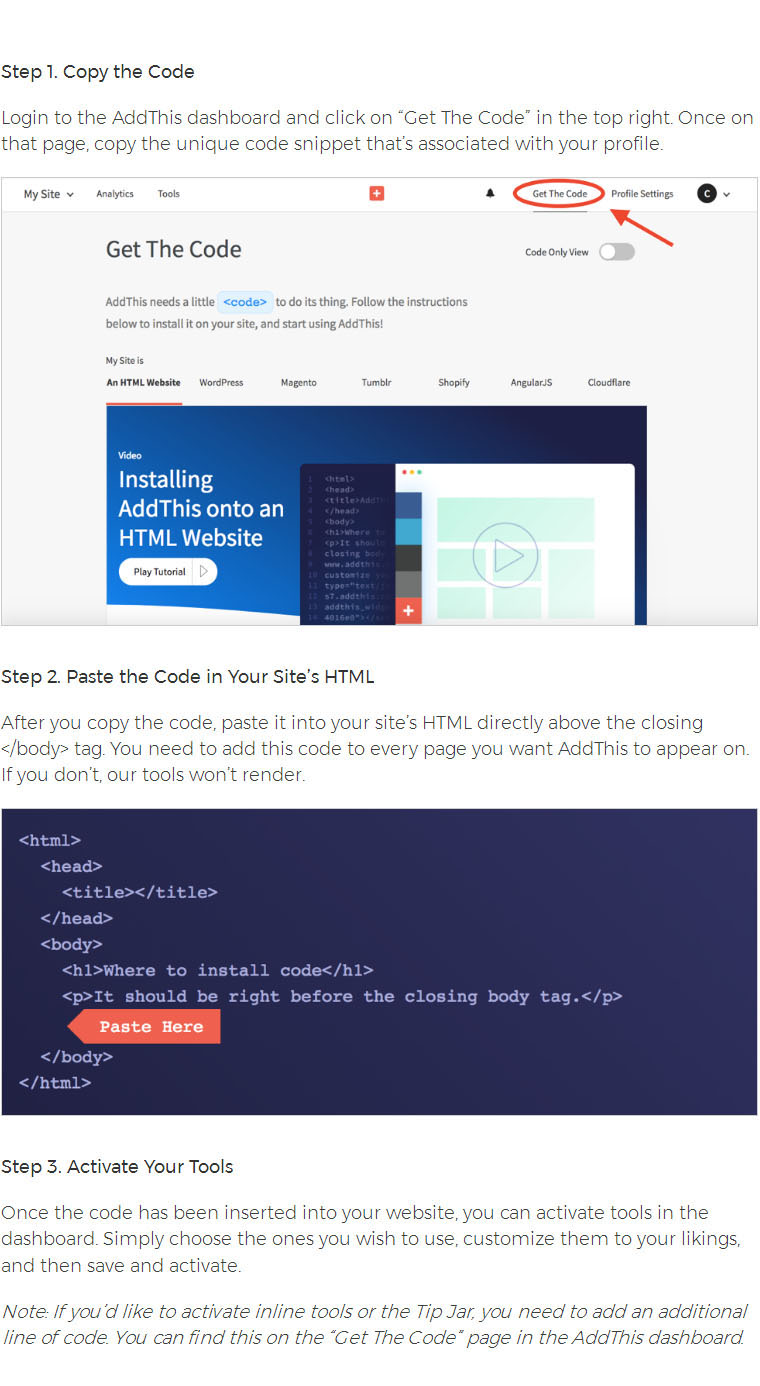 Step 1. Copy the Code
Login to the AddThis dashboard and click on “Get The Code” in the top right. Once on
that page, copy the unique code snippet that’s associated with your profile.
My Site Analytics Tools Get The Code Profile Settings C
Get The Code
Code Only View
AddThis needs a little <code> to do its thing. Follow the instructions
below to install it on your site, and start using AddThis!
My Site is
An HTML Website WordPress Magento Tumblr Shopify AngularJS Cloudflare
Video
Installing
AddThis onto an
HTML Website
Play Tutorial
1 <html>
2 <head>
3 <title>AddTh
4 </head>
5 <body>
6 <h1>Where to
7 <p>It should
8 closing bod
9 www.addthis.
10 customize yo
11 type="text/j
12 s7.addthis.
13 addthis_widg
14 4016e0"></s
Step 2. Paste the Code in Your Site’s HTML
After you copy the code, paste it into your site’s HTML directly above the closing
</body> tag. You need to add this code to every page you want AddThis to appear on.
If you don’t, our tools won’t render.
<html>
<head>
<title></title>
</head>
<body>
<h1>Where to install code</h1>
<p>It should be right before the closing body tag.</p>
Paste Here
</body>
</html>
Step 3. Activate Your Tools
Once the code has been inserted into your website, you can activate tools in the
dashboard. Simply choose the ones you wish to use, customize them to your likings,
and then save and activate.
Note: If you’d like to activate inline tools or the Tip Jar, you need to add an additional
line of code. You can find this on the “Get The Code” page in the AddThis dashboard.